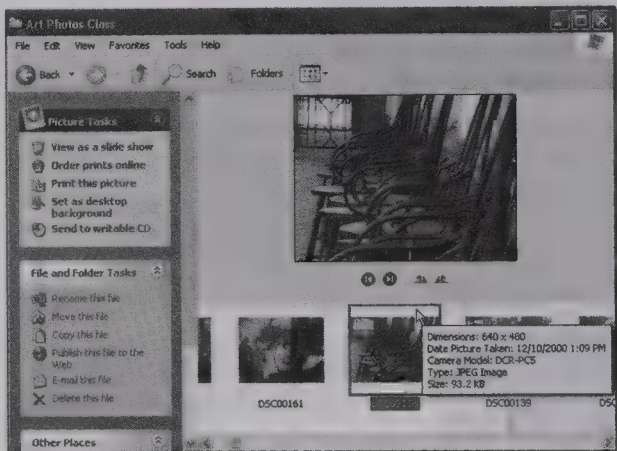 Art Photos Class
File Edit View Favorites Tools Help
Back Search Folders
Picture Tasks
View as a slide show
Order prints online
Print this picture
Set as desktop
background
Send to writable CD
File and Folder Tasks
Rename this file
Move this file
Copy this file
Publish this file to the
Web
E-mail this file
Delete this file
Other Places
Dimensions: 640 x 480
Date Picture Taken: 12/10/2000 1:09 PM
Camera Model: DCR-PC5
Type: JPEG Image
Size: 93.2 KB
DSC00161
DSC00139
DSC